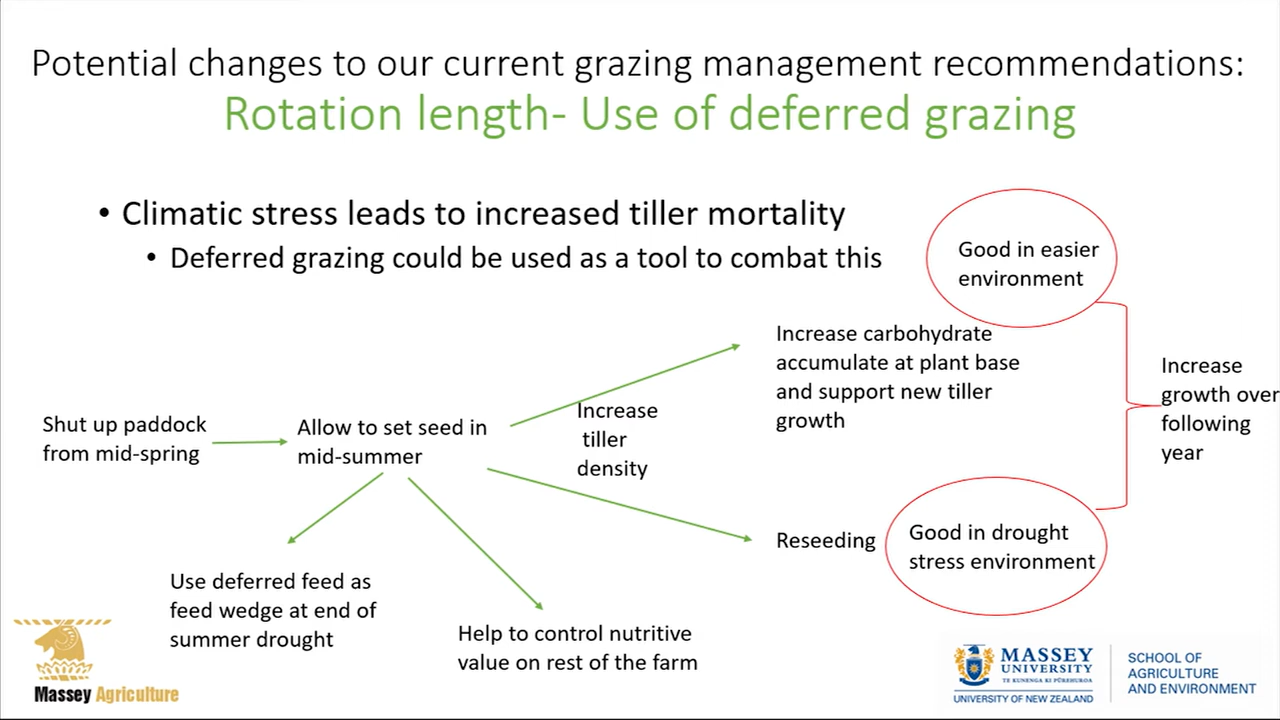 Potential changes to our current grazing management recommendations:
Rotation length- Use of deferred grazing
• Climatic stress leads to increased tiller mortality
• Deferred grazing could be used as a tool to combat this
Good in easier
environment
Increase carbohydrate
accumulate at plant base
and support new tiller
growth
Increase
growth over
following
year
Shut up paddock
from mid-spring
Allow to set seed in
mid-summer
Increase
tiller
density
Reseeding
Good in drought
stress environment
Use deferred feed as
feed wedge at end of
summer drought
Help to control nutritive
value on rest of the farm
Massey Agriculture
MASSEY
UNIVERSITY
TE KUNENGA KI PŪREHUROA
UNIVERSITY OF NEW ZEALAND
SCHOOL OF
AGRICULTURE
AND ENVIRONMENT